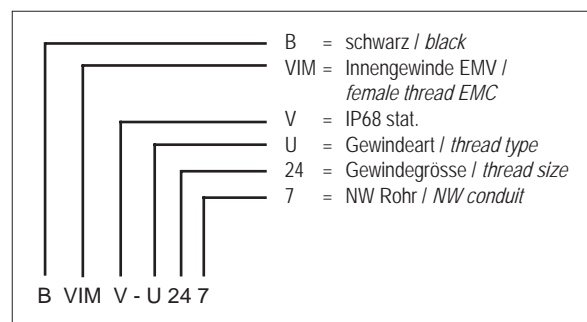 B = schwarz / black
VIM = Innengewinde EMV /
female thread EMC
V = IP68 stat.
U = Gewindeart / thread type
24 = Gewindegrösse / thread size
7 = NW Rohr / NW conduit
B VIM V - U 24 7